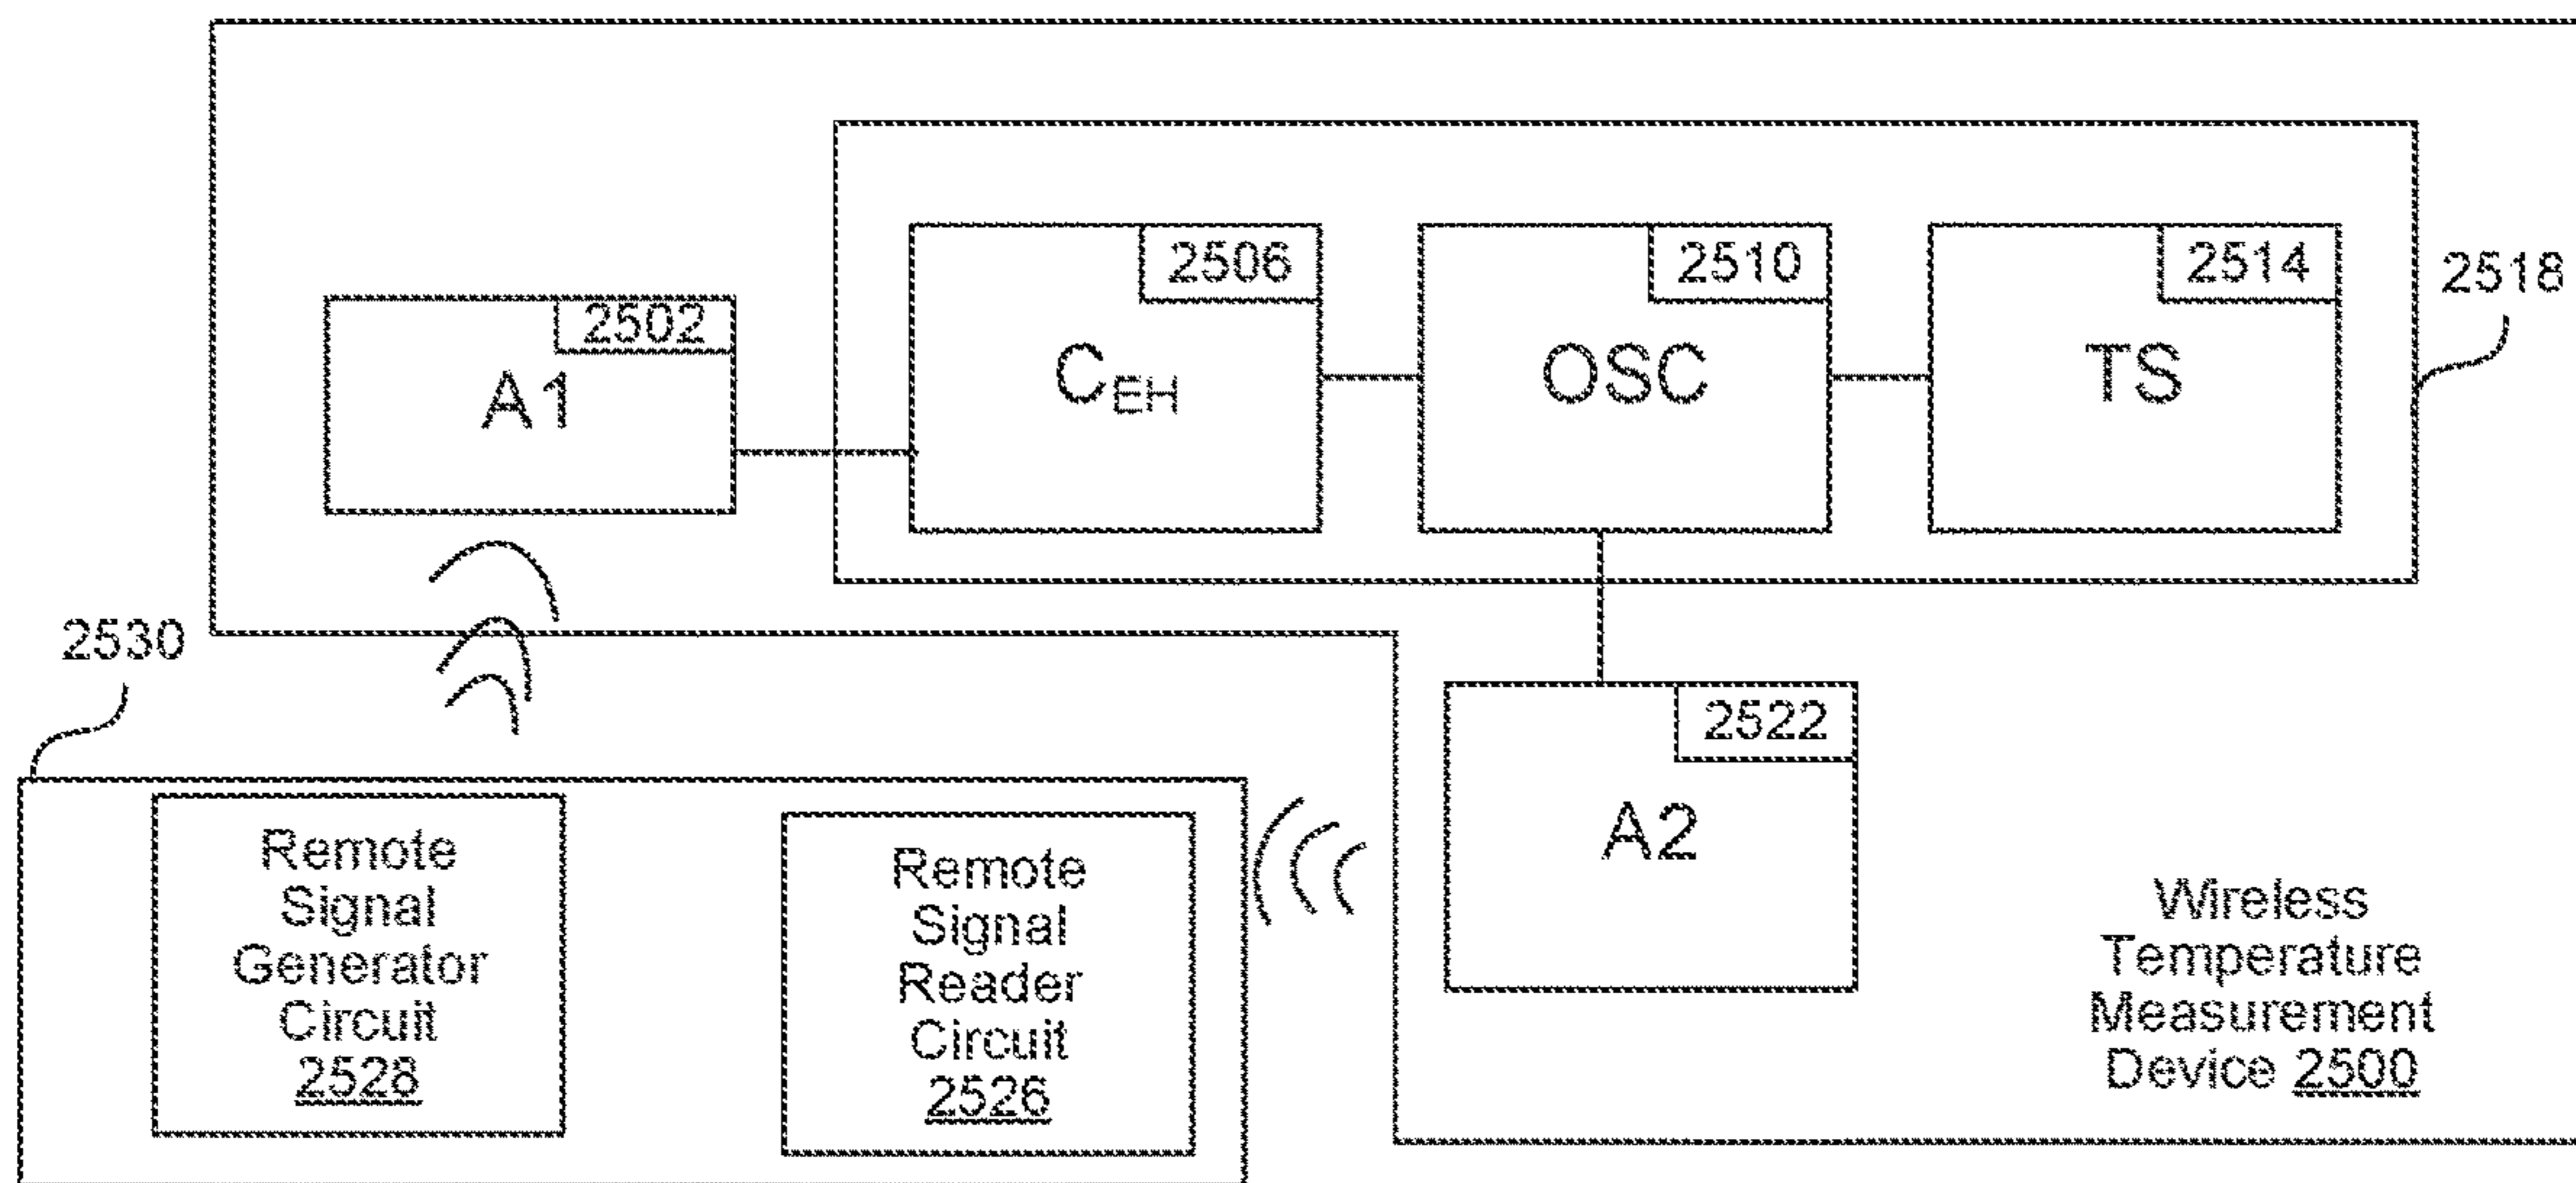 2506
2510
2514
2518
2502
C_EH
OSC
TS
A1
2530
2522
A2
Remote
Signal
Generator
Circuit
2528
Remote
Signal
Reader
Circuit
2526
Wireless
Temperature
Measurement
Device 2500